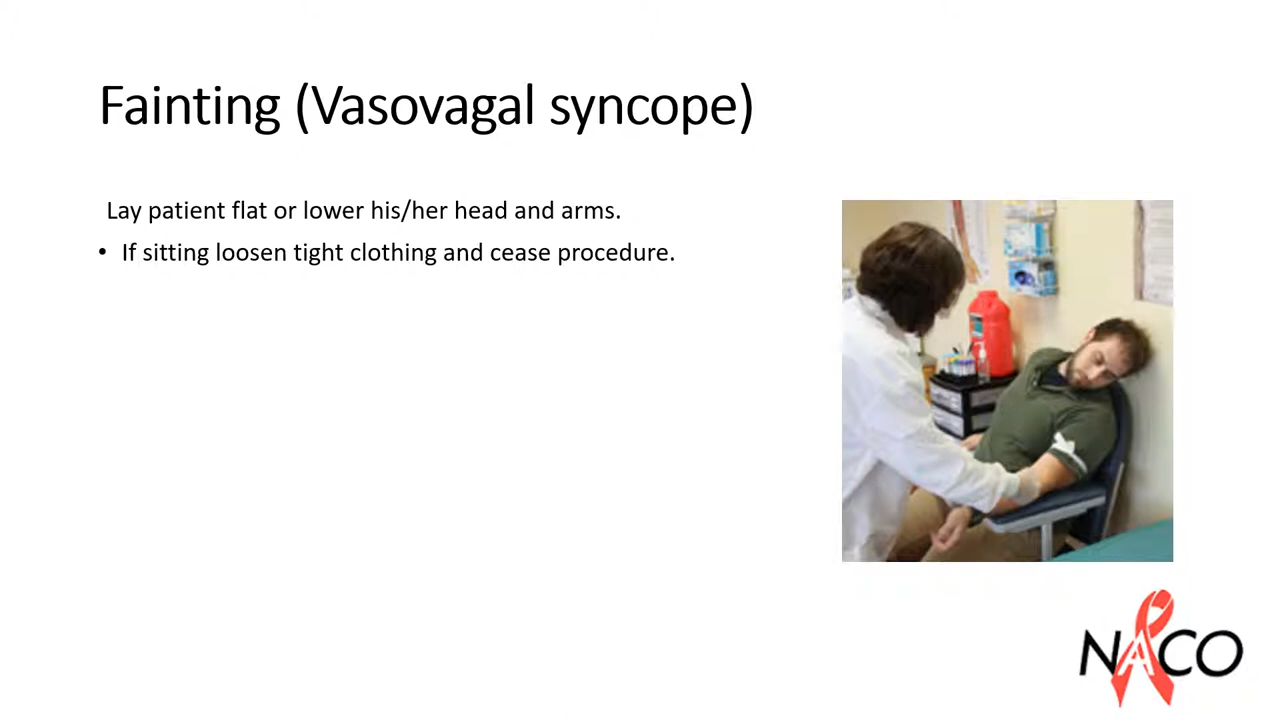 Fainting (Vasovagal syncope)
Lay patient flat or lower his/her head and arms.
• If sitting loosen tight clothing and cease procedure.
NACO